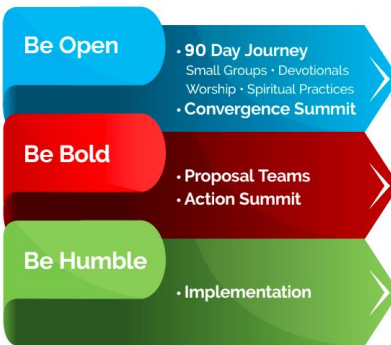 Be Open
• 90 Day Journey
Small Groups • Devotionals
Worship • Spiritual Practices
• Convergence Summit
Be Bold
• Proposal Teams
• Action Summit
Be Humble
• Implementation